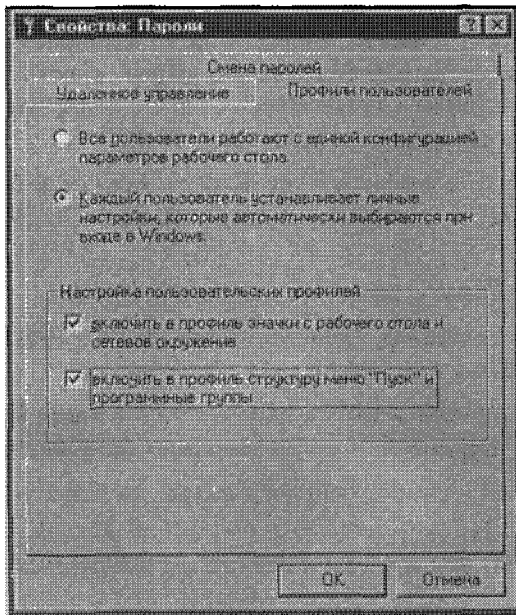 Свойства: Пароли
Смена паролей
Удаленное управление
Профили пользователей
Все пользователи работают с единой конфигурацией
параметров рабочего стола.
Каждый пользователь устанавливает личные
настройки, которые автоматически выбираются при
входе в Windows.
Настройка пользовательских профилей
включить в профиль значки с рабочего стола и
сетевое окружение
включить в профиль структуру меню "Пуск" и
программные группы
OK
Отмена